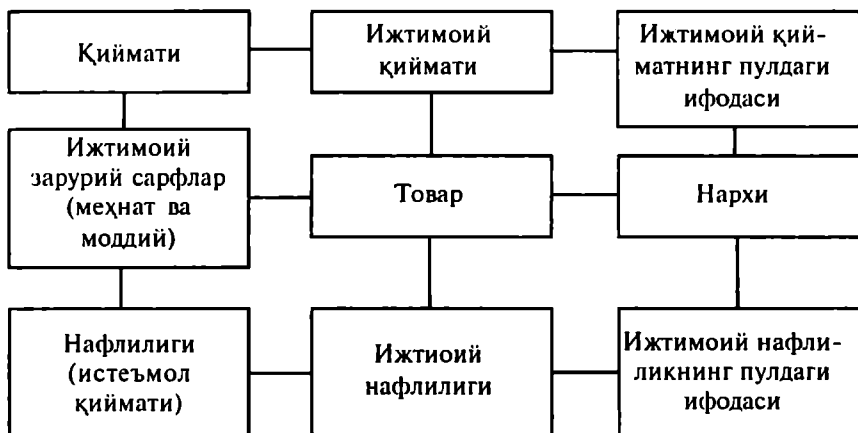 Қиймати
Ижтимоий
қиймати
Ижтимоий қий-
матнинг пулдаги
ифодаси
Ижтимоий
зарурий сарфлар
(меҳнат ва
моддий)
Товар
Нархи
Нафлилиги
(истеъмол
қиймати)
Ижтиоий
нафлилиги
Ижтимоий нафли-
ликнинг пулдаги
ифодаси